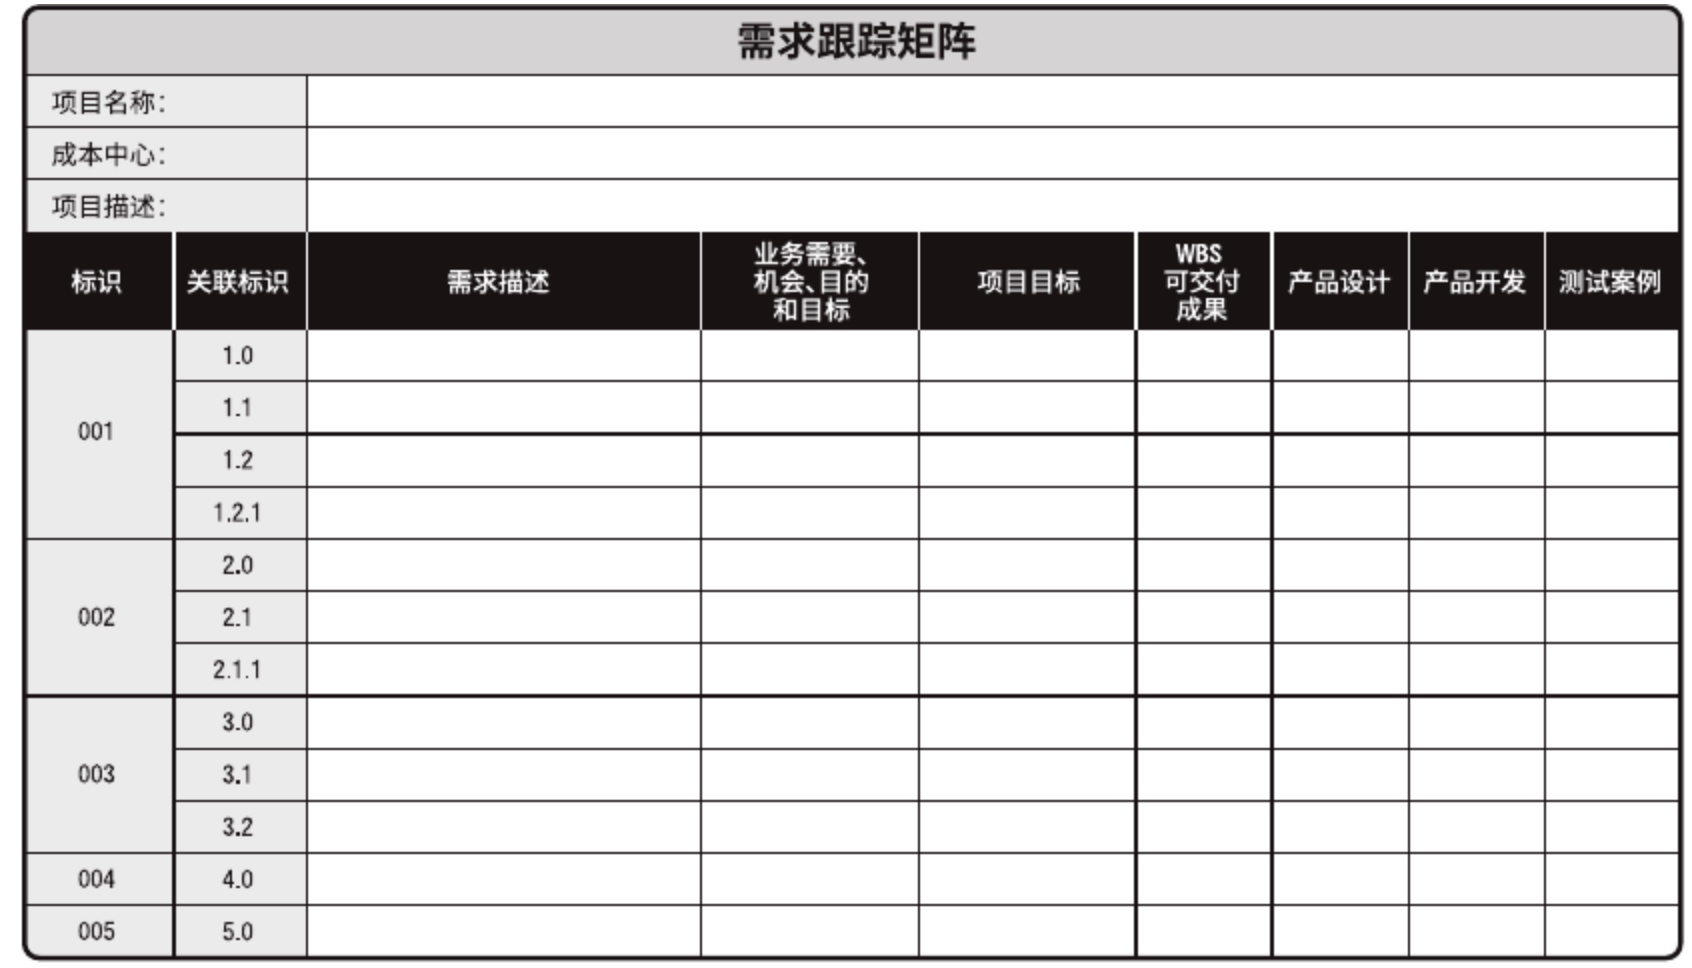 需求跟踪矩阵
项目名称：
成本中心：
项目描述：
标识 关联标识 需求描述 业务需要、机会、目的和目标 项目目标 WBS可交付成果 产品设计 产品开发 测试案例
001 1.0
1.1
1.2
1.2.1
002 2.0
2.1
2.1.1
003 3.0
3.1
3.2
004 4.0
005 5.0